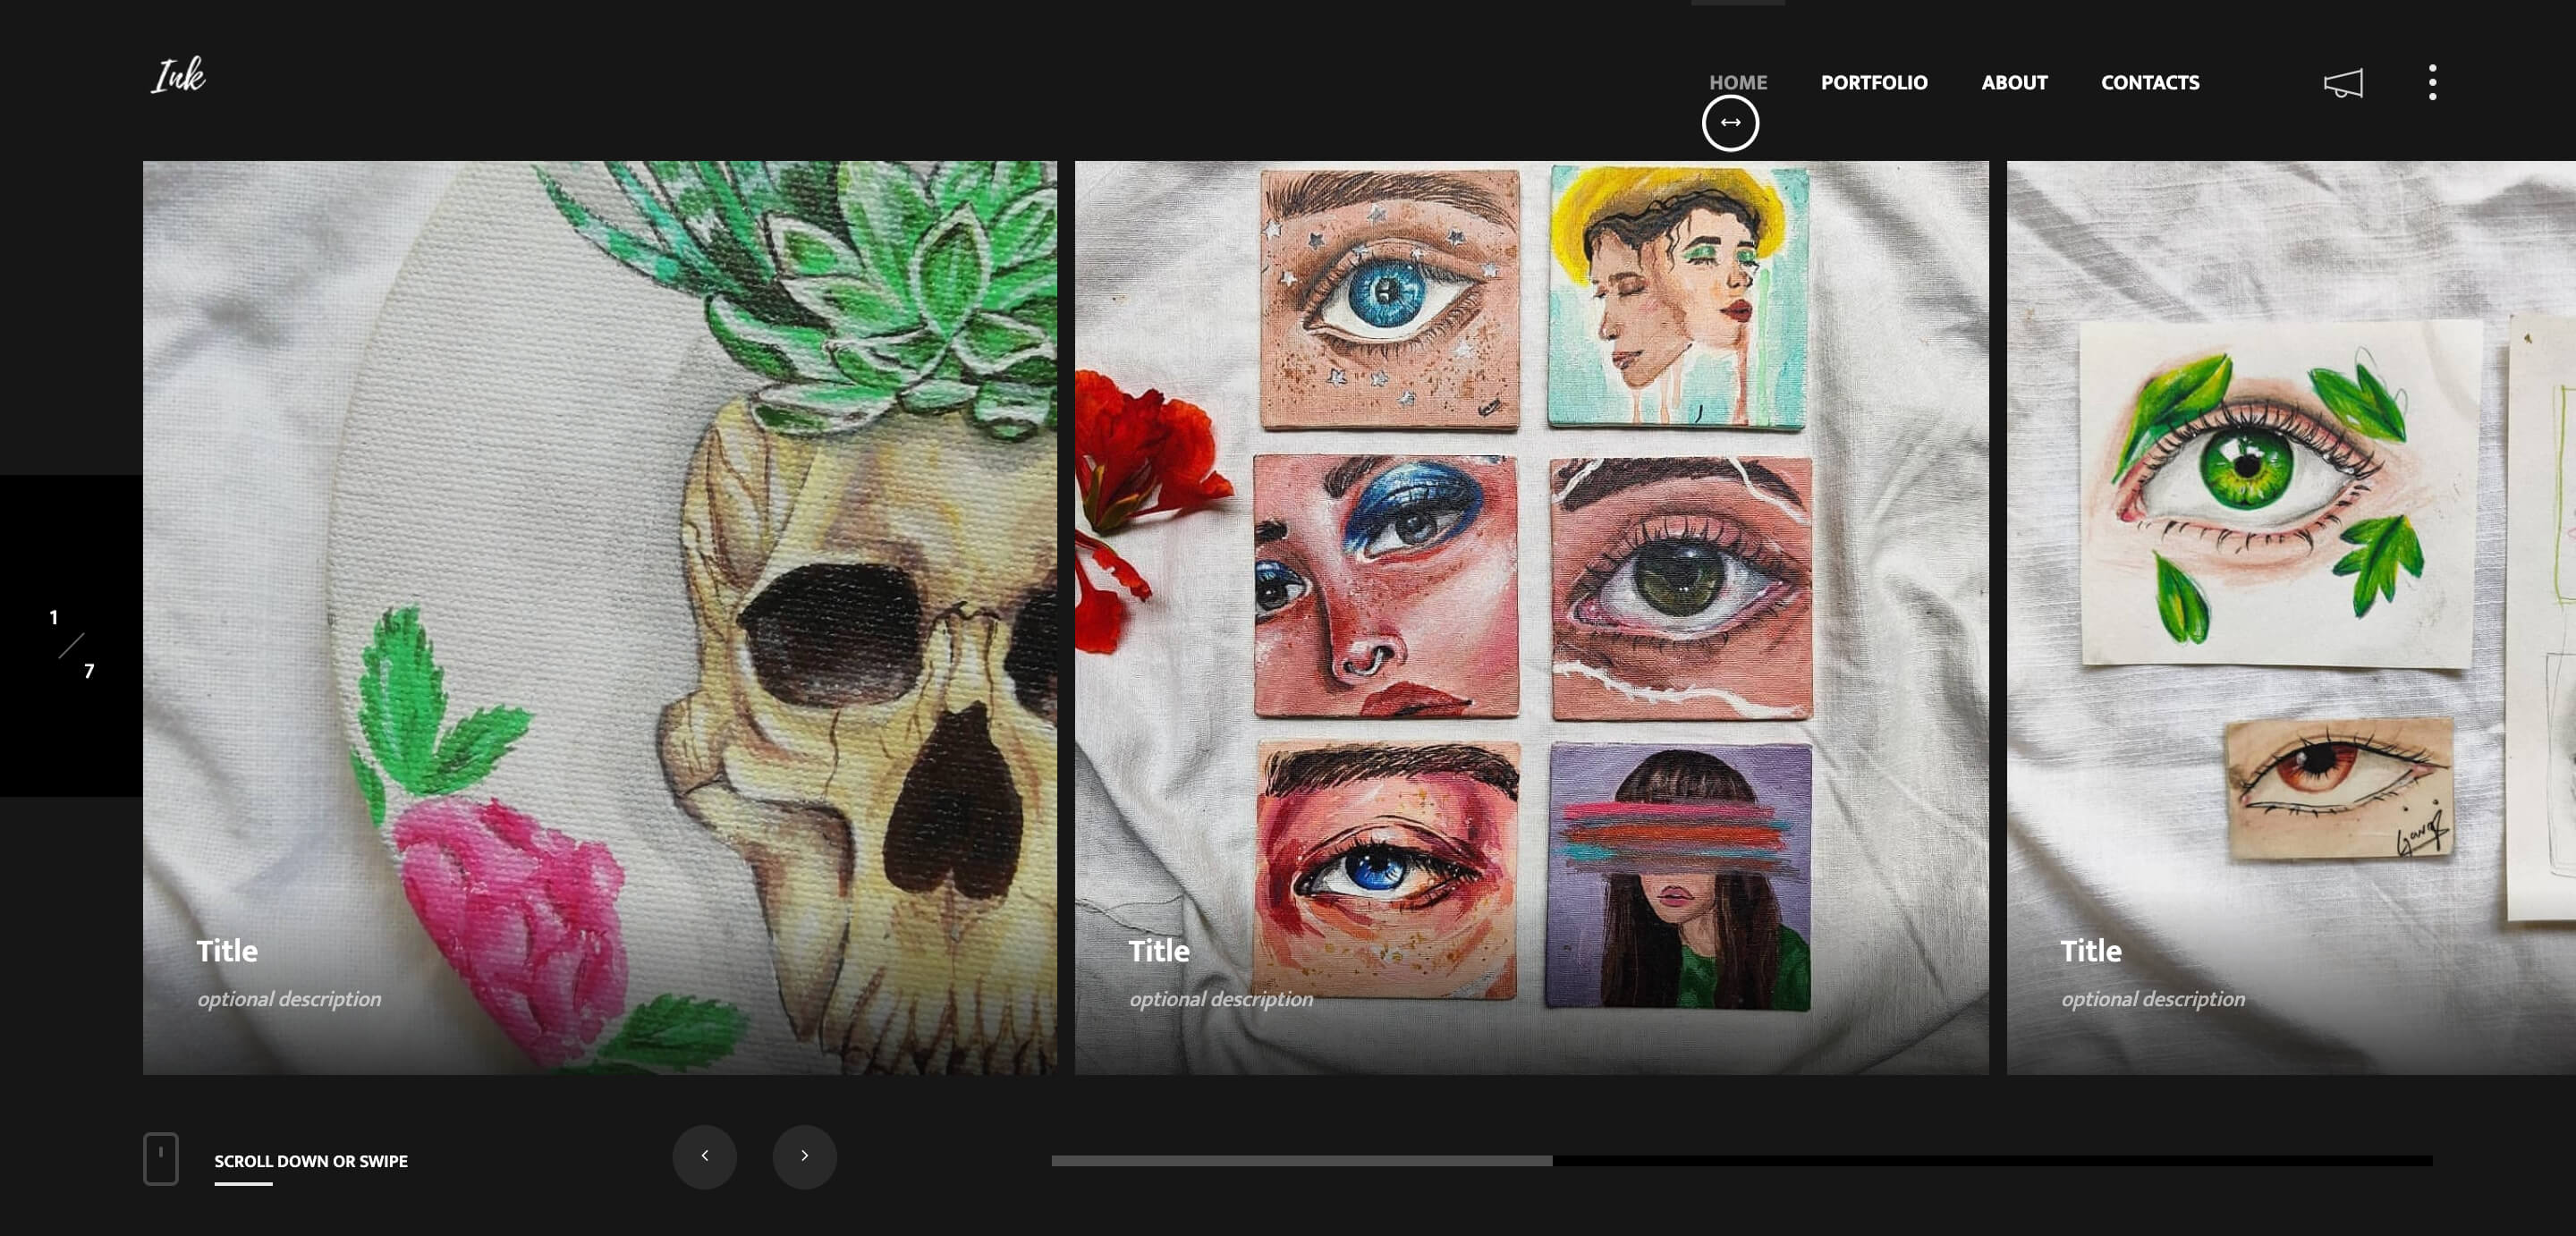 Ink
HOME PORTFOLIO ABOUT CONTACTS
1
7
Title
optional description
Title
optional description
Title
optional description
SCROLL DOWN OR SWIPE